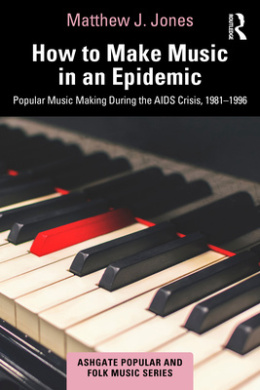 Matthew J. Jones
How to Make Music
in an Epidemic
Popular Music Making During the AIDS Crisis, 1981–1996
ROUTLEDGE
ASHGATE POPULAR AND
FOLK MUSIC SERIES